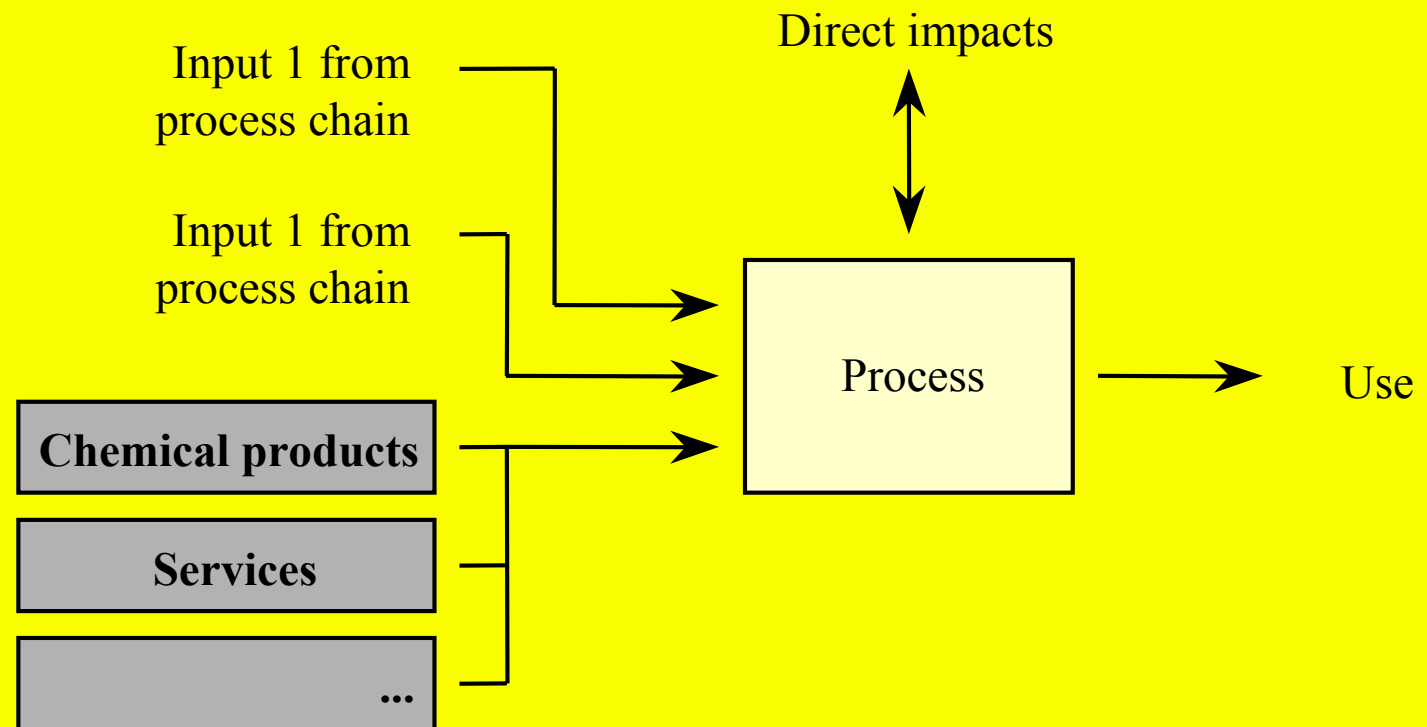 Direct impacts
Input 1 from
process chain
Input 1 from
process chain
Process
Use
Chemical products
Services
...